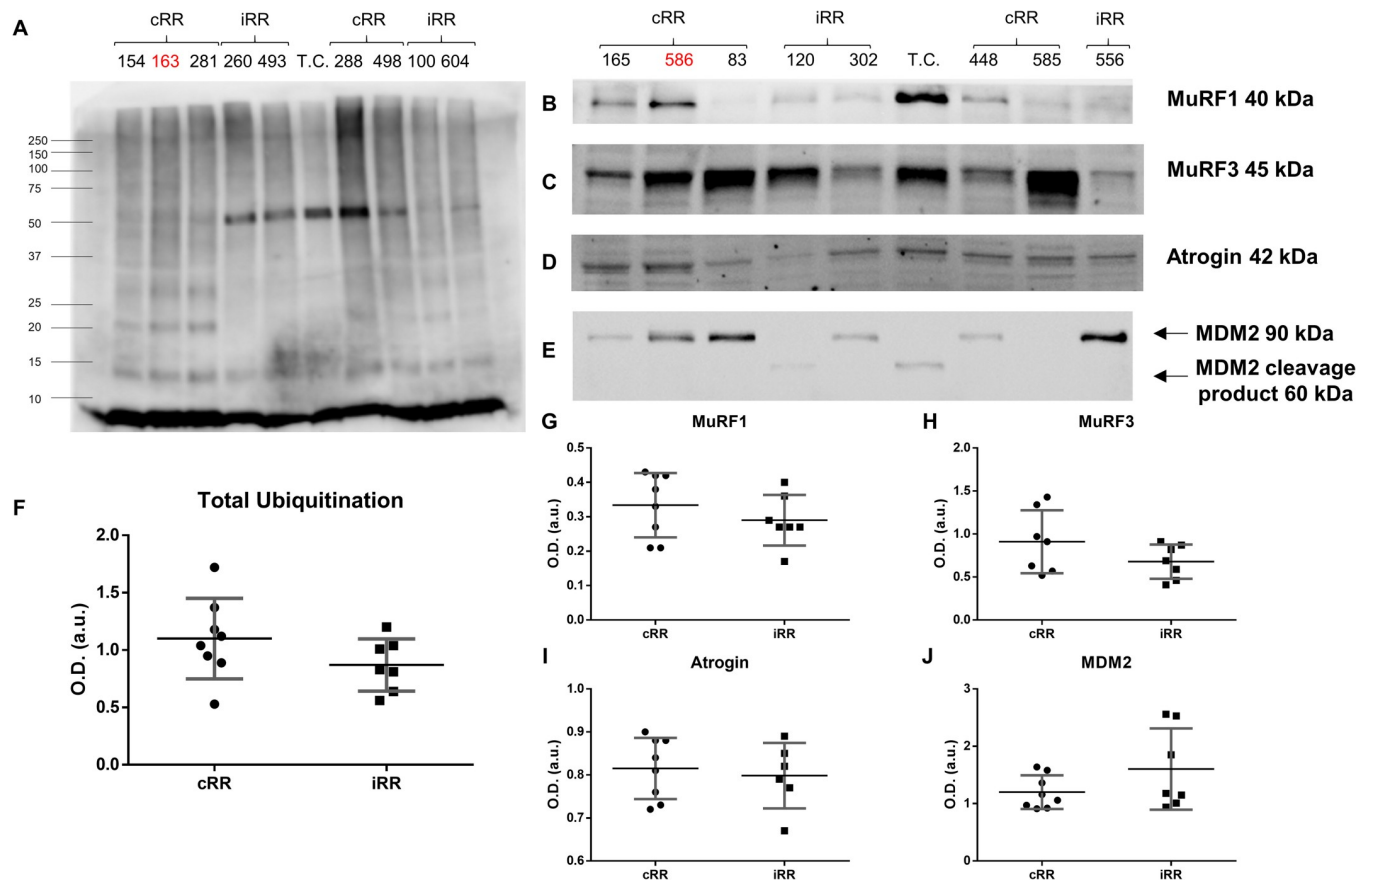 A
cRR iRR cRR iRR
154 163 281 260 493 T.C. 288 498 100 604
250
150
100
75
50
37
25
20
15
10
cRR iRR cRR iRR
165 586 83 120 302 T.C. 448 585 556
B MuRF1 40 kDa
C MuRF3 45 kDa
D Atrogin 42 kDa
E MDM2 90 kDa
MDM2 cleavage
product 60 kDa
F
Total Ubiquitination
O.D. (a.u.)
2.0
1.5
1.0
0.5
0.0
cRR iRR
G MuRF1
O.D. (a.u.)
0.5
0.4
0.3
0.2
0.1
0.0
cRR iRR
H MuRF3
O.D. (a.u.)
2.0
1.5
1.0
0.5
0.0
cRR iRR
I Atrogin
O.D. (a.u.)
1.0
0.9
0.8
0.7
0.6
cRR iRR
J MDM2
O.D. (a.u.)
3
2
1
0
cRR iRR